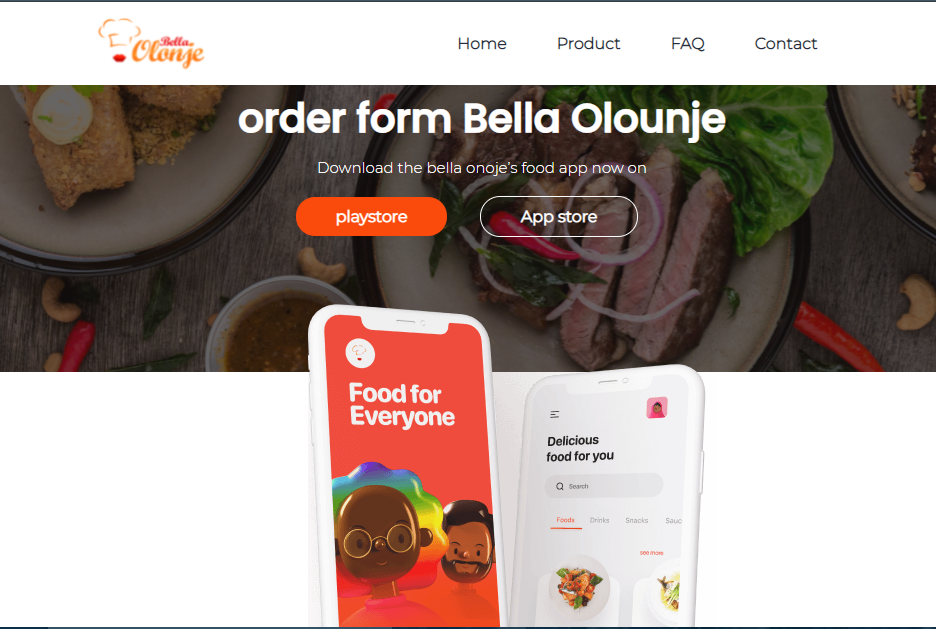 Bella
Olonje
Home Product FAQ Contact
order form Bella Olounje
Download the bella onoje's food app now on
playstore App store
Food for
Everyone
Delicious
food for you
Search
Foods Drinks Snacks Sauc
see more